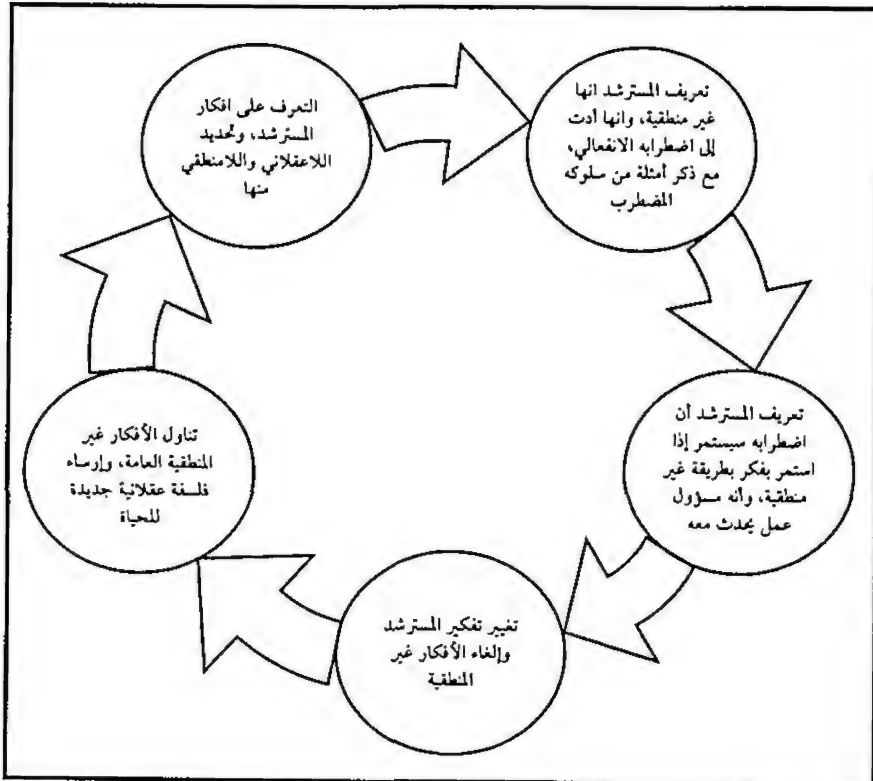 التعرف على افكار
المسترشد، وتحديد
اللاعقلاني واللامنطقي
منها
تعريف المسترشد انها
غير منطقية، وانها أدت
إلى اضطرابه الانفعالي،
مع ذكر أمثلة من سلوكه
المضطرب
تعريف المسترشد أن
اضطرابه سيستمر إذا
استمر بفكر بطريقة غير
منطقية، وأنه مسؤول
عمل يحدث معه
تغيير تفكير المسترشد
وإلغاء الأفكار غير
المنطقية
تناول الأفكار غير
المنطقية العامة، وإرساء
فلسفة عقلانية جديدة
للحياة